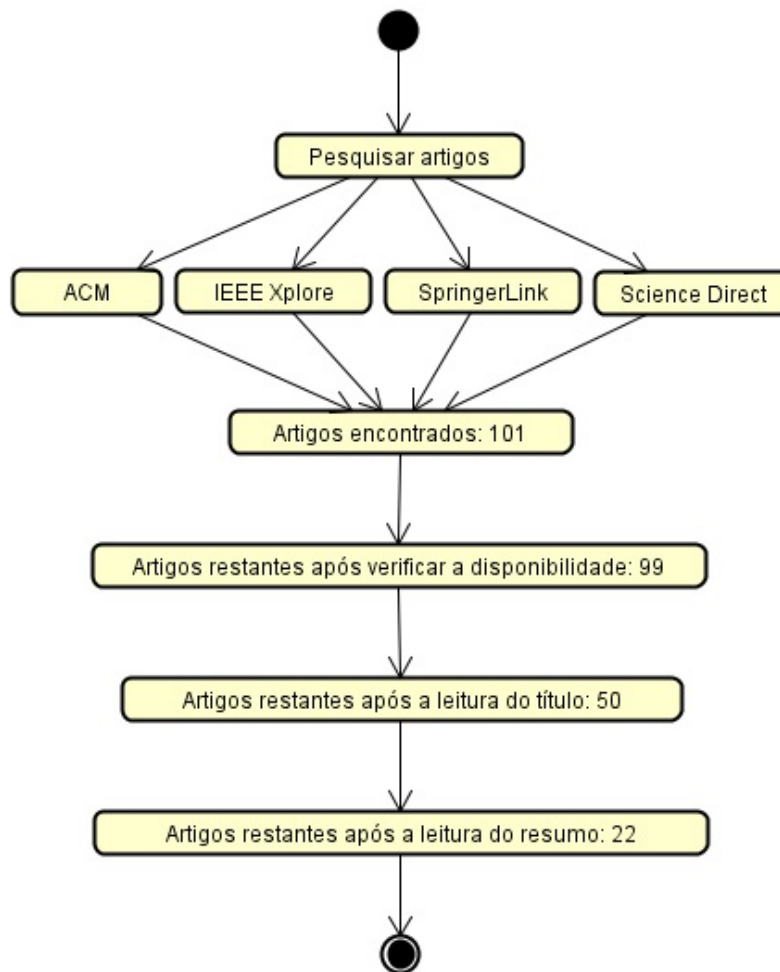 Pesquisar artigos
ACM
IEEE Xplore
SpringerLink
Science Direct
Artigos encontrados: 101
Artigos restantes após verificar a disponibilidade: 99
Artigos restantes após a leitura do título: 50
Artigos restantes após a leitura do resumo: 22